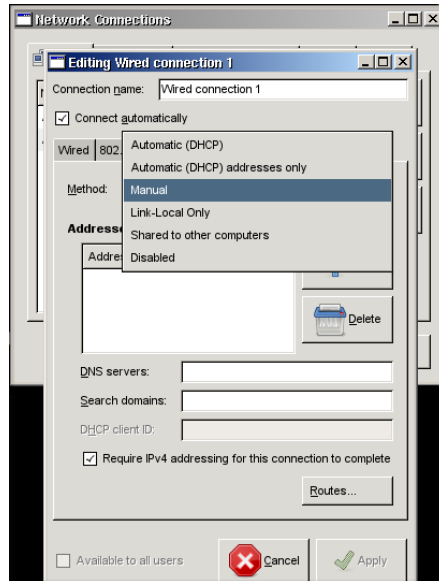 Network Connections
Editing Wired connection 1
Connection name: Wired connection 1
Connect automatically
Wired 802.
Automatic (DHCP)
Automatic (DHCP) addresses only
Method:
Manual
Link-Local Only
Shared to other computers
Disabled
Delete
DNS servers:
Search domains:
DHCP client ID:
Require IPv4 addressing for this connection to complete
Routes...
Available to all users
Cancel
Apply